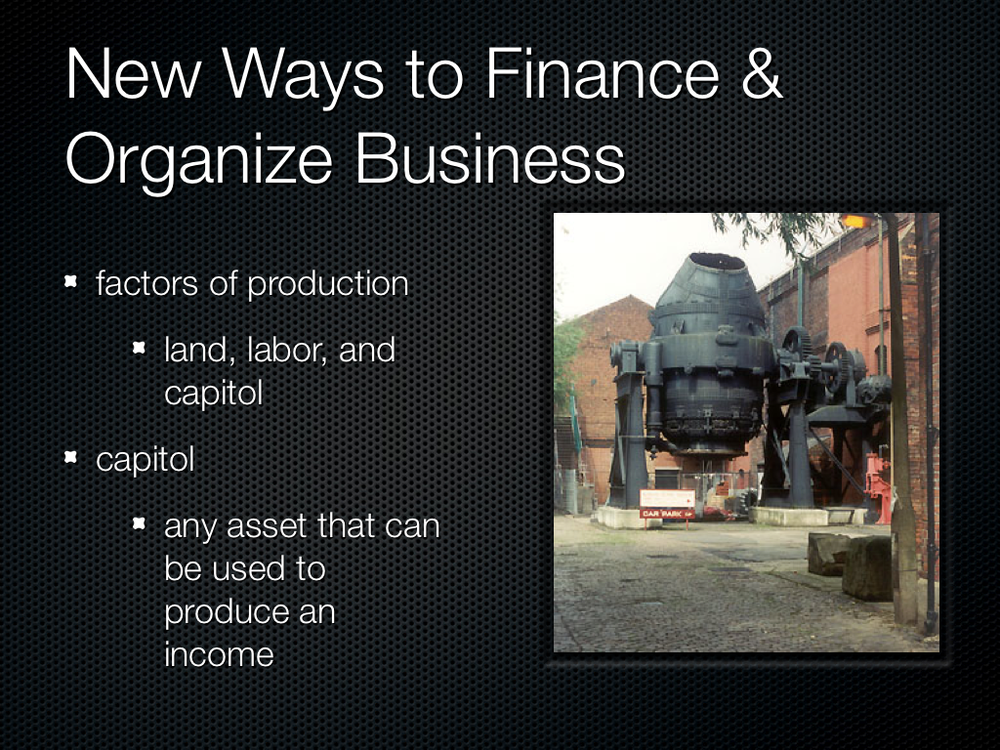 New Ways to Finance &
Organize Business
factors of production
land, labor, and
capitol
capitol
any asset that can
be used to
produce an
income
CAR PARK